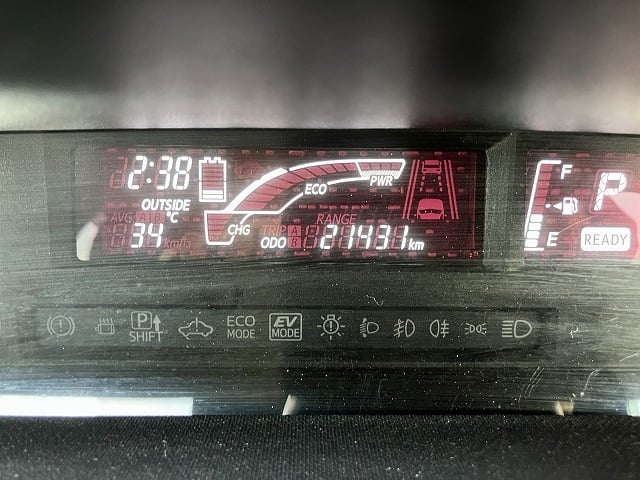 2:38
OUTSIDE
°C
AVG A B
34 km/h
CHG
ECO
PWR
RANGE
TRIP A
B
ODO
21431 km
F
E
P
READY
P
SHIFT
ECO
MODE
EV
MODE